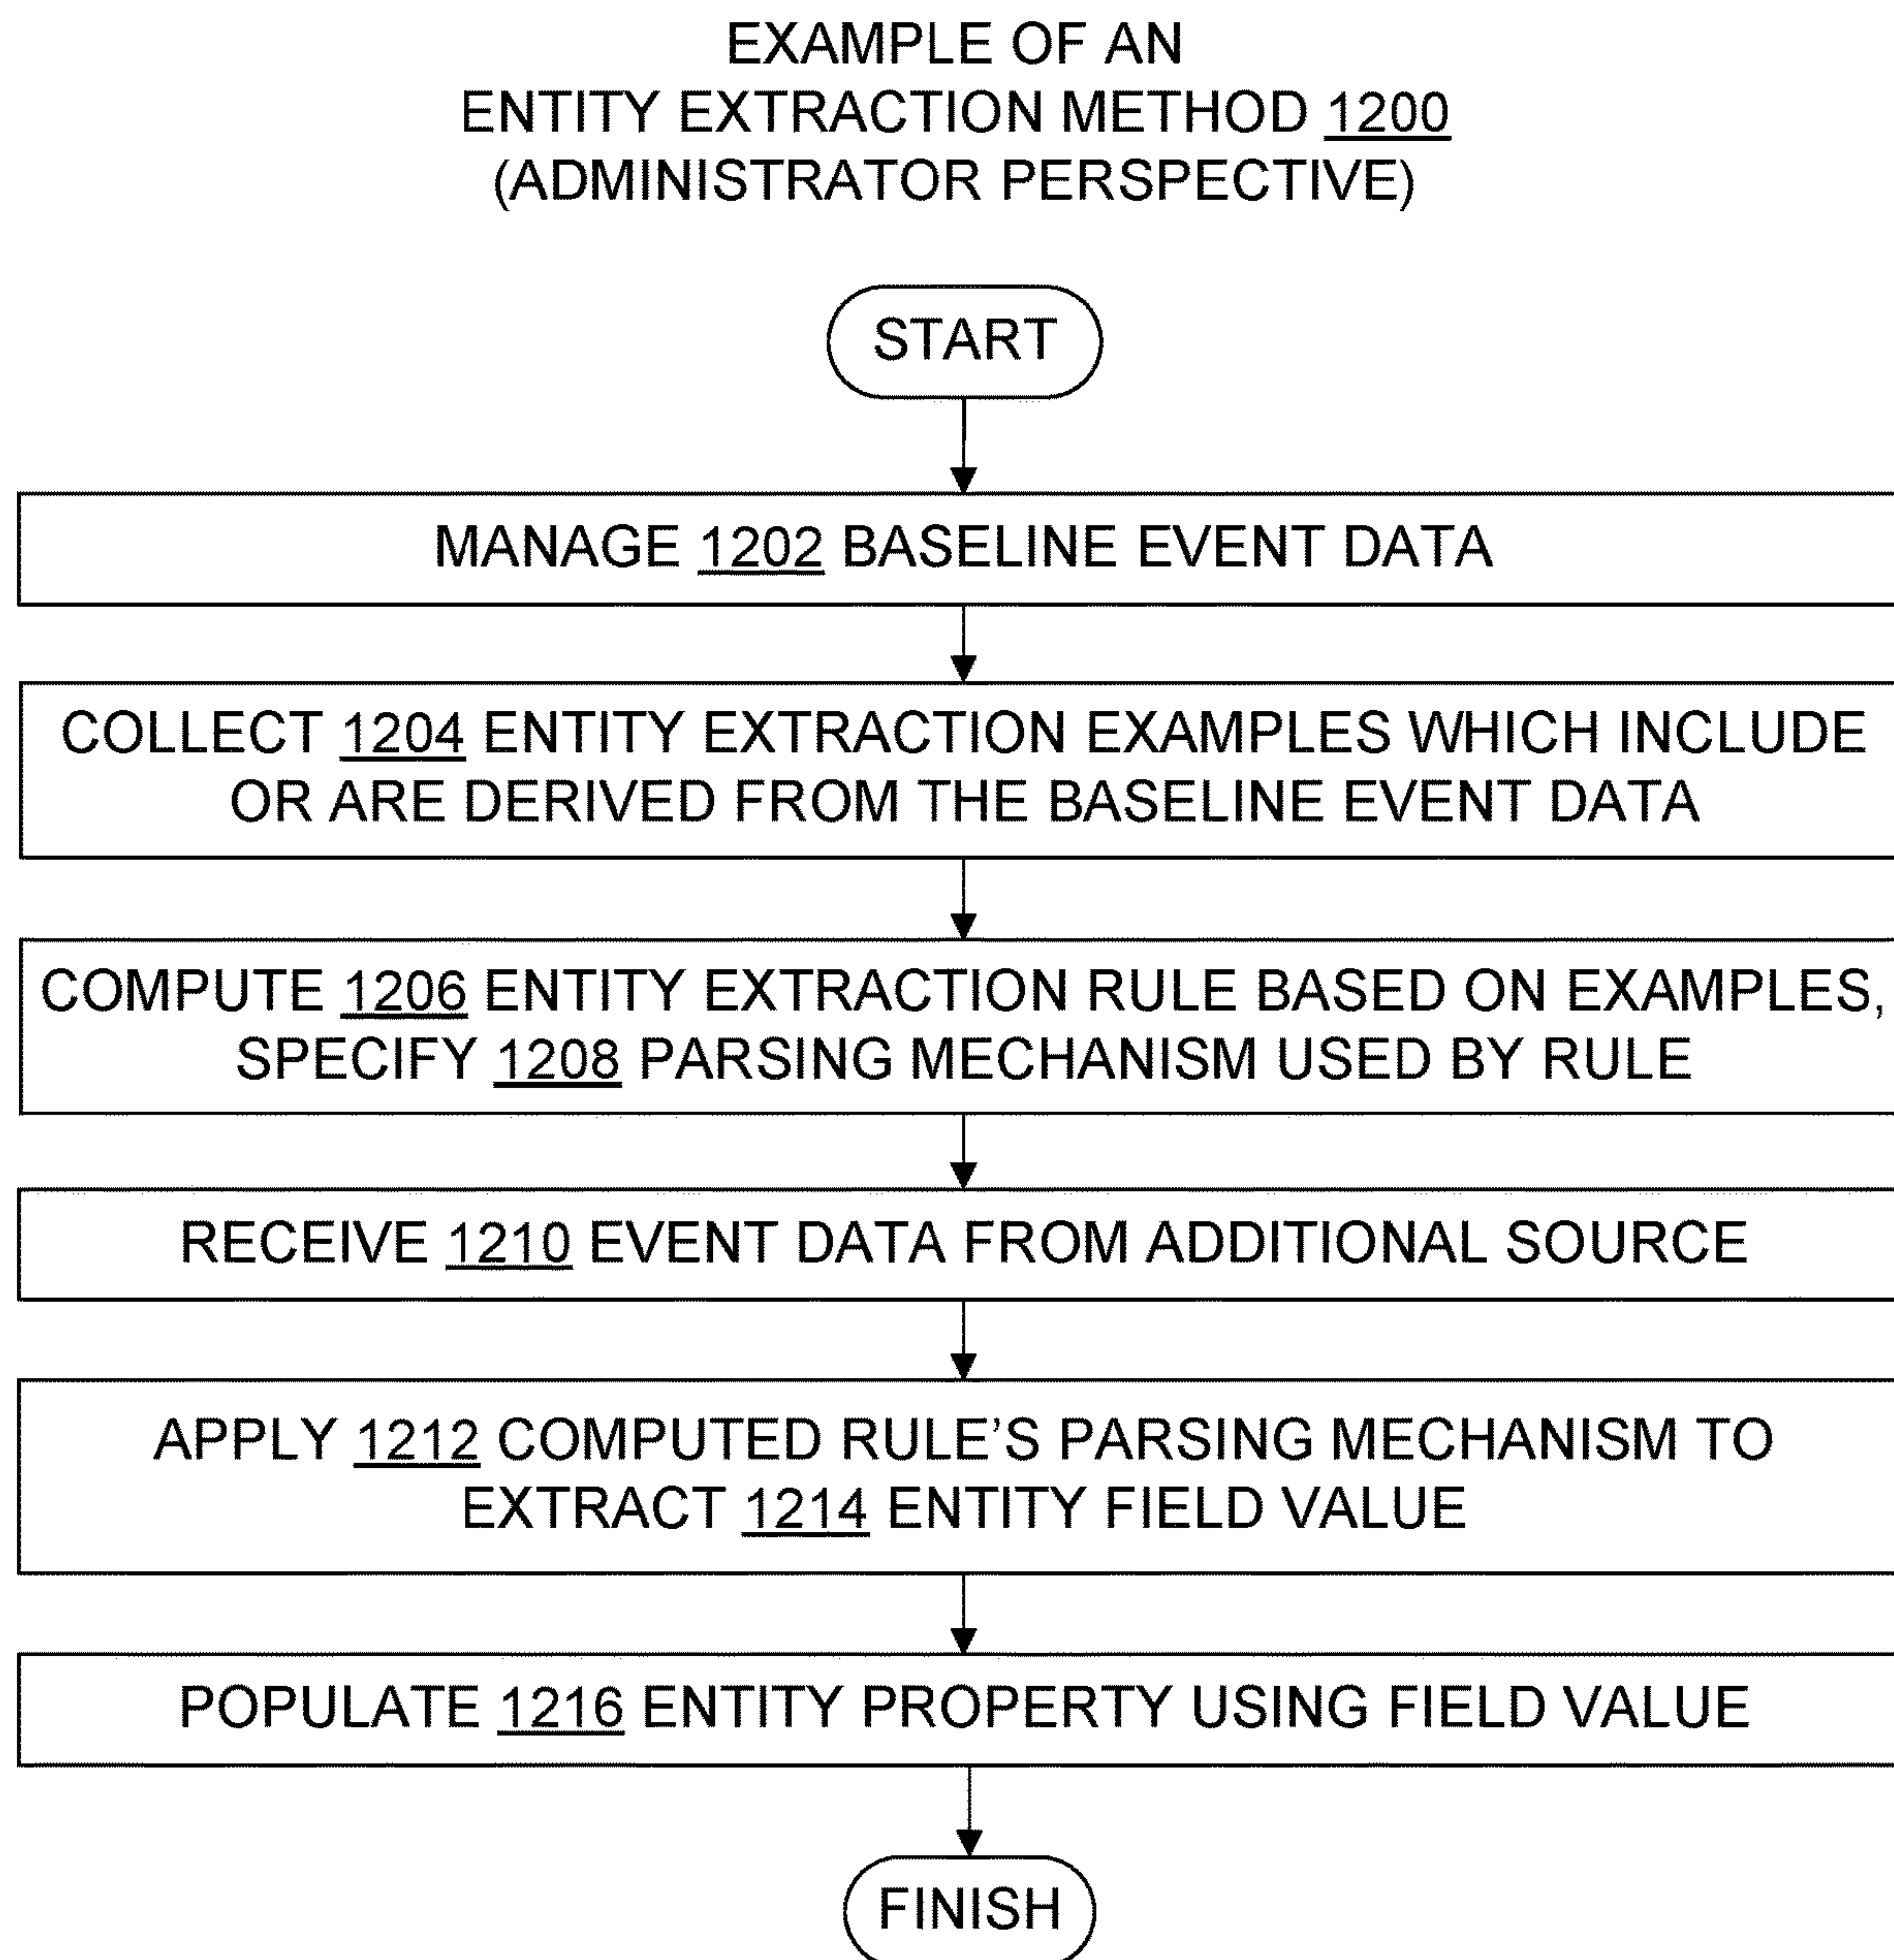 EXAMPLE OF AN
ENTITY EXTRACTION METHOD 1200
(ADMINISTRATOR PERSPECTIVE)
START
MANAGE 1202 BASELINE EVENT DATA
COLLECT 1204 ENTITY EXTRACTION EXAMPLES WHICH INCLUDE
OR ARE DERIVED FROM THE BASELINE EVENT DATA
COMPUTE 1206 ENTITY EXTRACTION RULE BASED ON EXAMPLES,
SPECIFY 1208 PARSING MECHANISM USED BY RULE
RECEIVE 1210 EVENT DATA FROM ADDITIONAL SOURCE
APPLY 1212 COMPUTED RULE'S PARSING MECHANISM TO
EXTRACT 1214 ENTITY FIELD VALUE
POPULATE 1216 ENTITY PROPERTY USING FIELD VALUE
FINISH